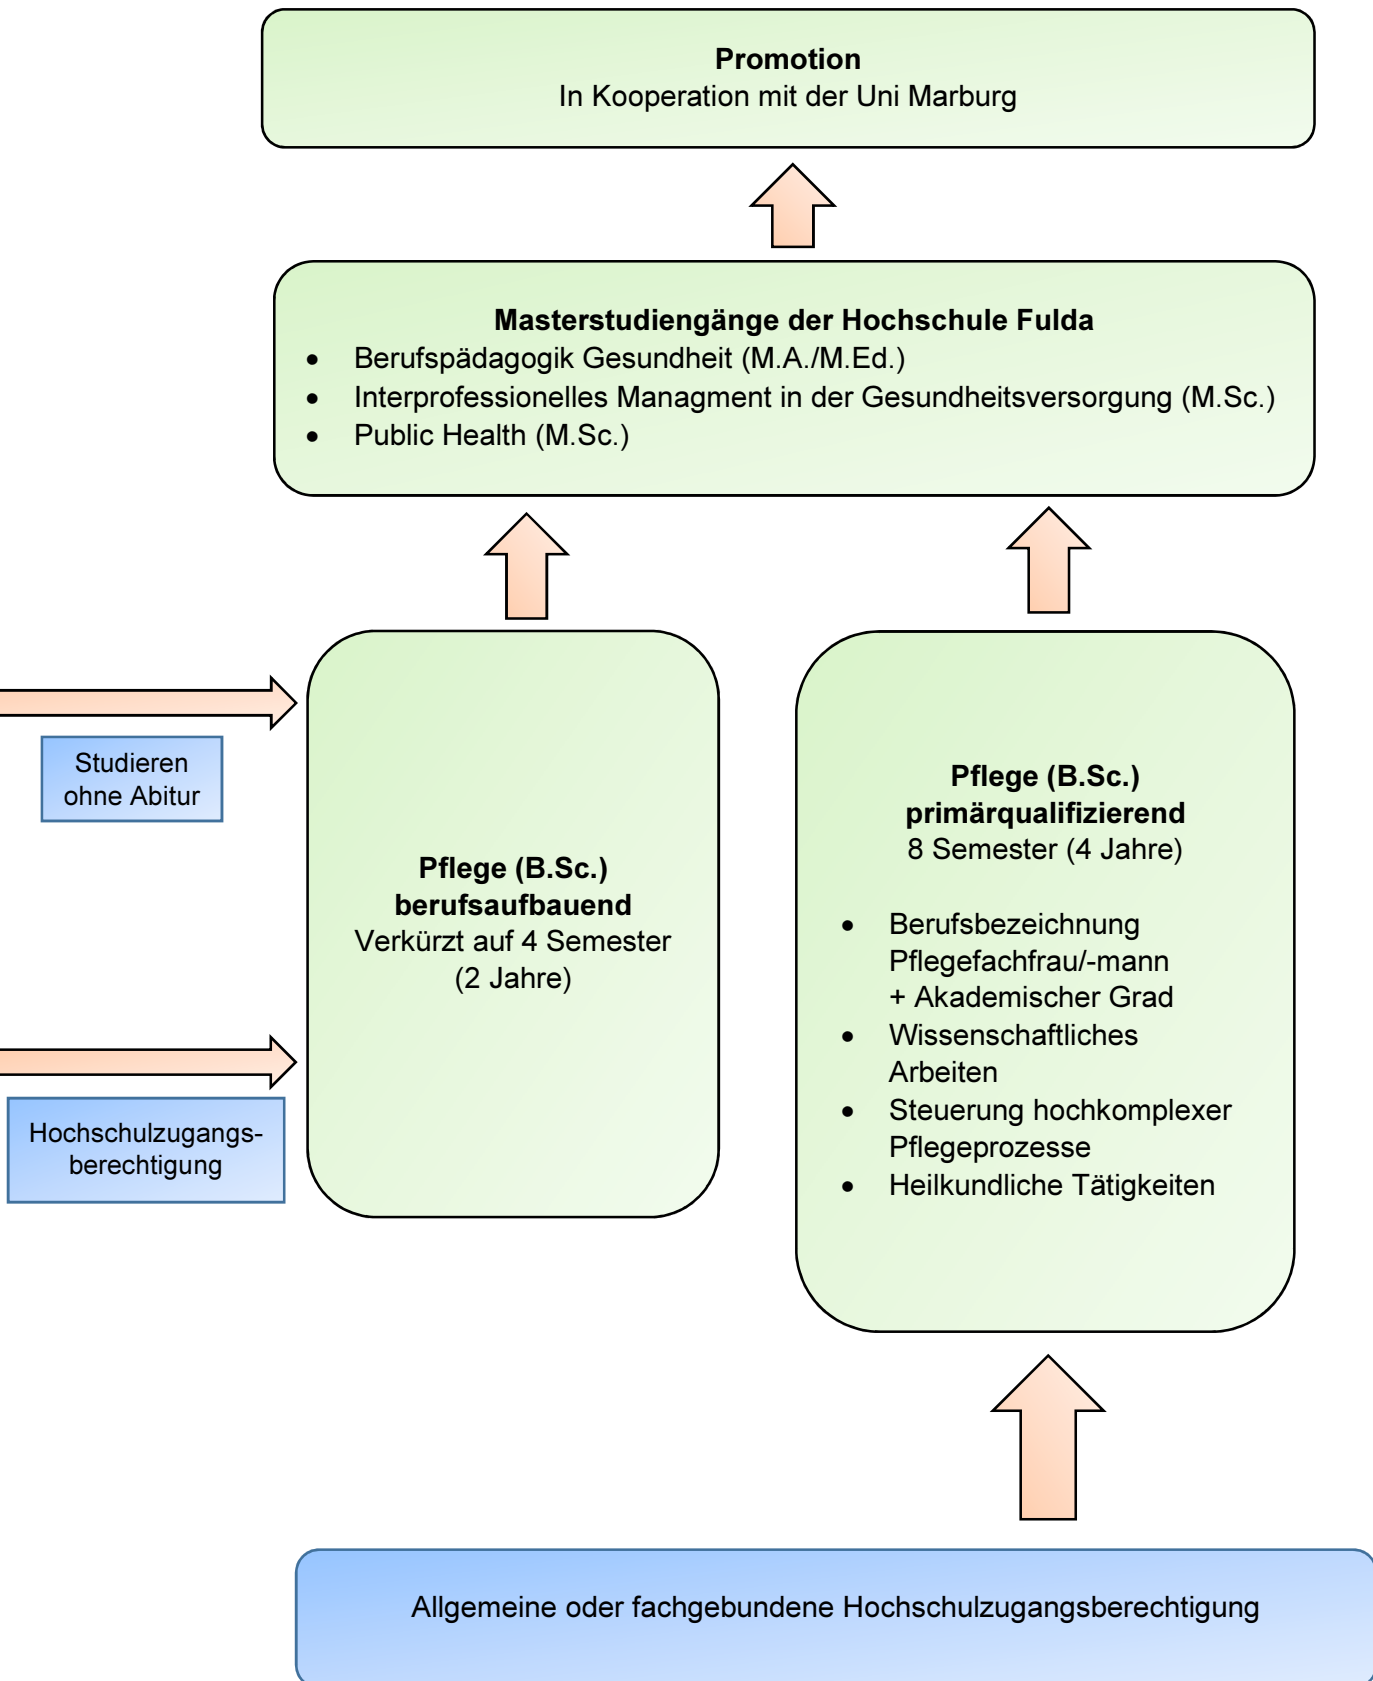 Promotion
In Kooperation mit der Uni Marburg
Masterstudiengänge der Hochschule Fulda
• Berufspädagogik Gesundheit (M.A./M.Ed.)
• Interprofessionelles Managment in der Gesundheitsversorgung (M.Sc.)
• Public Health (M.Sc.)
Studieren
ohne Abitur
Hochschulzugangs-
berechtigung
Pflege (B.Sc.)
berufsaufbauend
Verkürzt auf 4 Semester
(2 Jahre)
Pflege (B.Sc.)
primärqualifizierend
8 Semester (4 Jahre)
• Berufsbezeichnung
Pflegefachfrau/-mann
+ Akademischer Grad
• Wissenschaftliches
Arbeiten
• Steuerung hochkomplexer
Pflegeprozesse
• Heilkundliche Tätigkeiten
Allgemeine oder fachgebundene Hochschulzugangsberechtigung